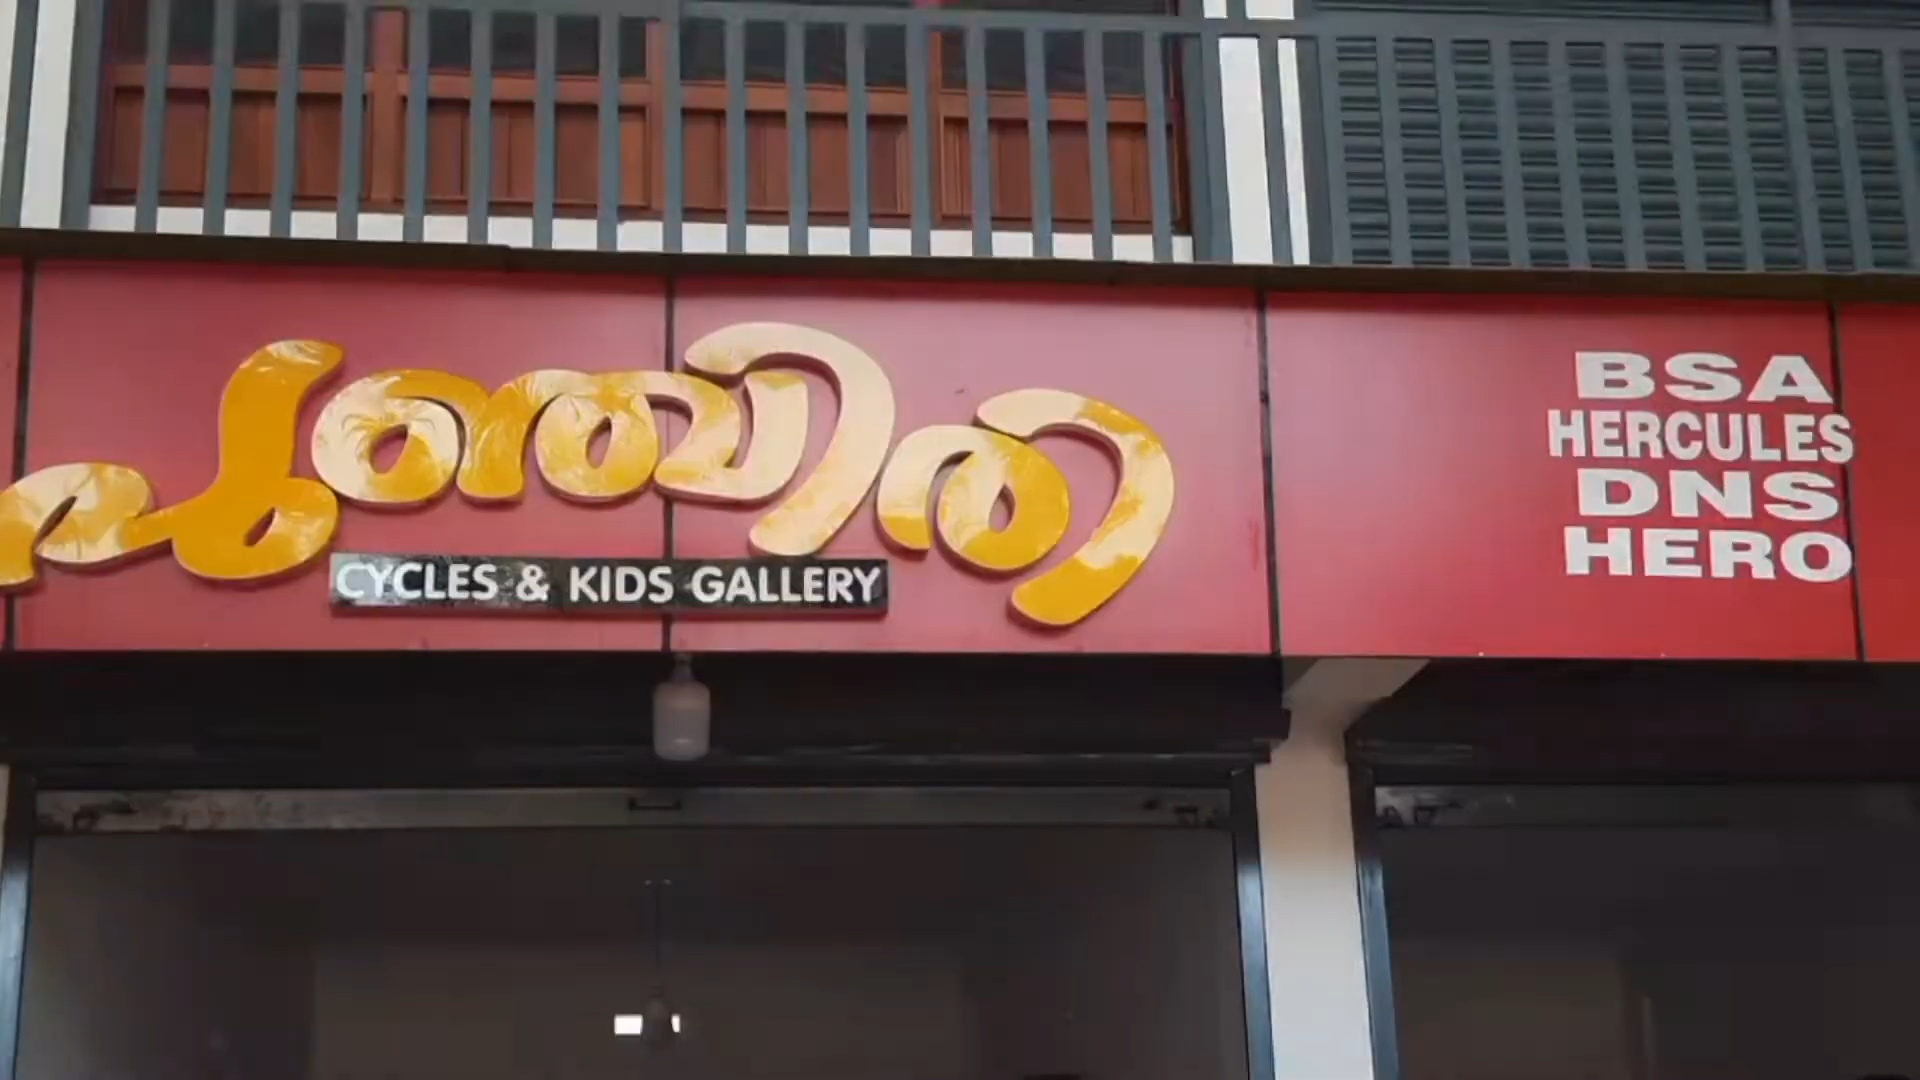 പുഞ്ചിരി
CYCLES & KIDS GALLERY
BSA
HERCULES
DNS
HERO